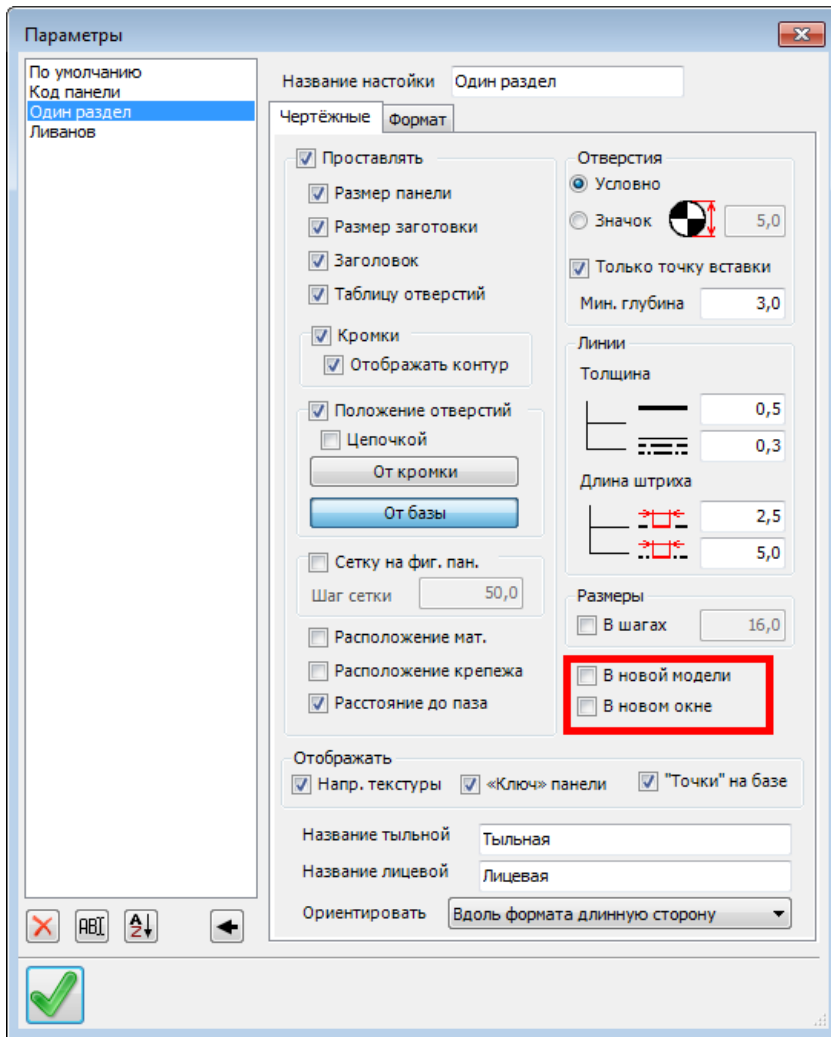 Параметры
По умолчанию
Код панели
Один раздел
Ливанов
Название настойки Один раздел
Чертёжные Формат
Проставлять
Размер панели
Размер заготовки
Заголовок
Таблицу отверстий
Кромки
Отображать контур
Положение отверстий
Цепочкой
От кромки
От базы
Сетку на фиг. пан.
Шаг сетки 50,0
Расположение мат.
Расположение крепежа
Расстояние до паза
Отверстия
Условно
Значок 5,0
Только точку вставки
Мин. глубина 3,0
Линии
Толщина
0,5
0,3
Длина штриха
2,5
5,0
Размеры
В шагах 16,0
В новой модели
В новом окне
Отображать
Напр. текстуры «Ключ» панели "Точки" на базе
Название тыльной Тыльная
Название лицевой Лицевая
Ориентировать Вдоль формата длинную сторону
ABI
A
Z